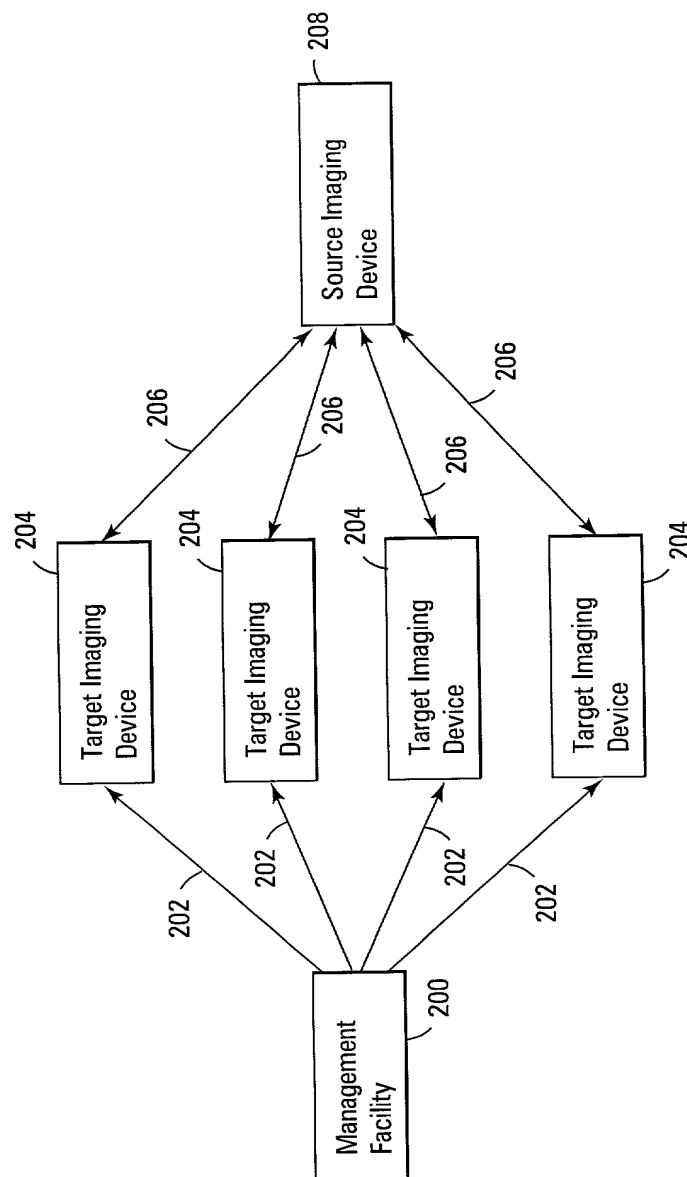 Management
Facility
200
202
202
202
202
Target Imaging
Device
204
Target Imaging
Device
204
Target Imaging
Device
204
Target Imaging
Device
204
206
206
206
206
Source Imaging
Device
208